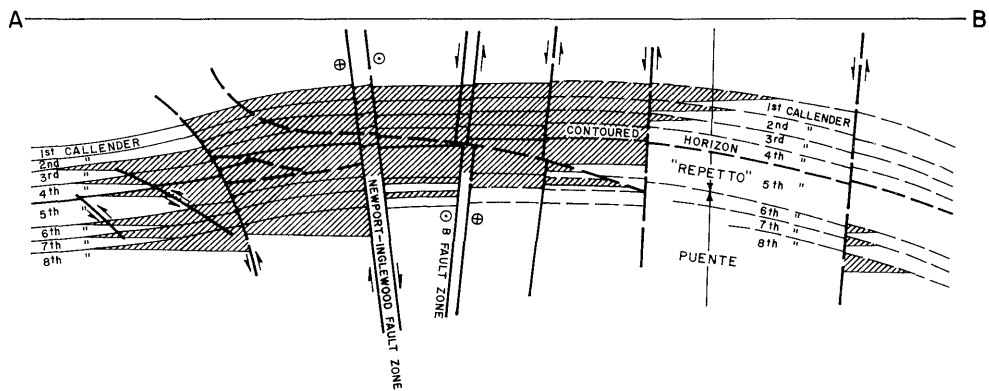 A
B
1st CALLENDER
2nd "
3rd "
4th "
5th "
6th "
7th "
8th "
NEWPORT-INGLEWOOD FAULT ZONE
B FAULT ZONE
CONTOURED HORIZON
"REPETTO"
PUENTE
1st CALLENDER
2nd "
3rd "
4th "
5th "
6th "
7th "
8th "